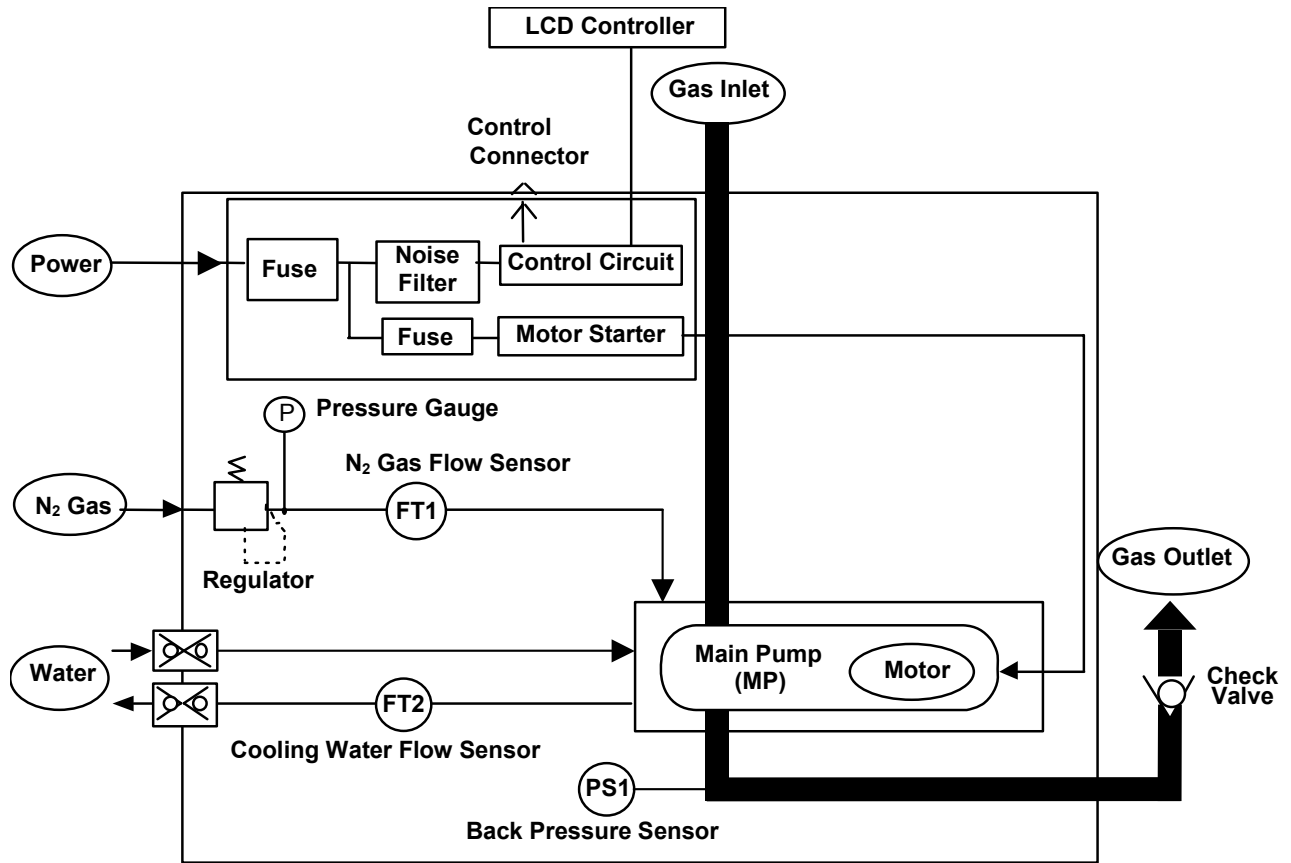 LCD Controller
Gas Inlet
Control
Connector
Power
Fuse
Noise
Filter
Control Circuit
Fuse
Motor Starter
P
Pressure Gauge
N₂ Gas Flow Sensor
N₂ Gas
FT1
Regulator
Gas Outlet
Water
Main Pump
(MP)
Motor
Check
Valve
FT2
Cooling Water Flow Sensor
PS1
Back Pressure Sensor